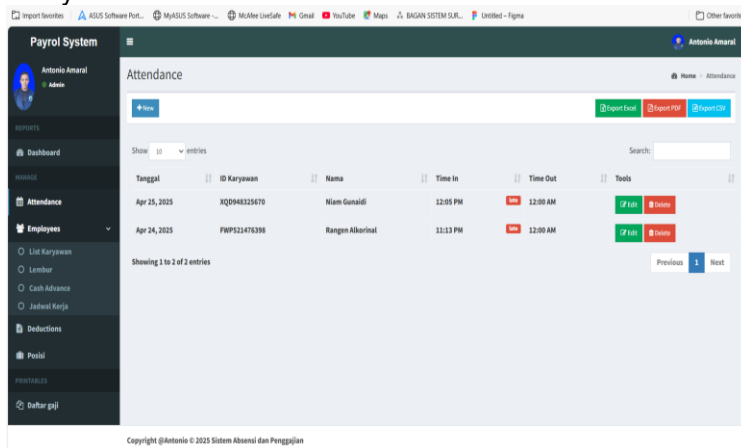 Import favorites ASUS Software Port... MyASUS Software -... McAfee LiveSafe Gmail YouTube Maps BAGAN SISTEM SUR... Untitled – Figma Other favorite
Payrol System
Antonio Amaral
Antonio Amaral
Admin
Attendance
Home > Attendance
+New
Export Excel Export PDF Export CSV
REPORTS
Dashboard
MANAGE
Attendance
Employees
List Karyawan
Lembur
Cash Advance
Jadwal Kerja
Deductions
Posisi
PRINTABLES
Daftar gaji
Show 10 entries
Search:
Tanggal ID Karyawan Nama Time In Time Out Tools
Apr 25, 2025 XQD948325670 Niam Gunaidi 12:05 PM 12:00 AM Edit Delete
Apr 24, 2025 FWP521476398 Rangen Alkorinal 11:13 PM 12:00 AM Edit Delete
Showing 1 to 2 of 2 entries
Previous 1 Next
Copyright @Antonio © 2025 Sistem Absensi dan Penggajian